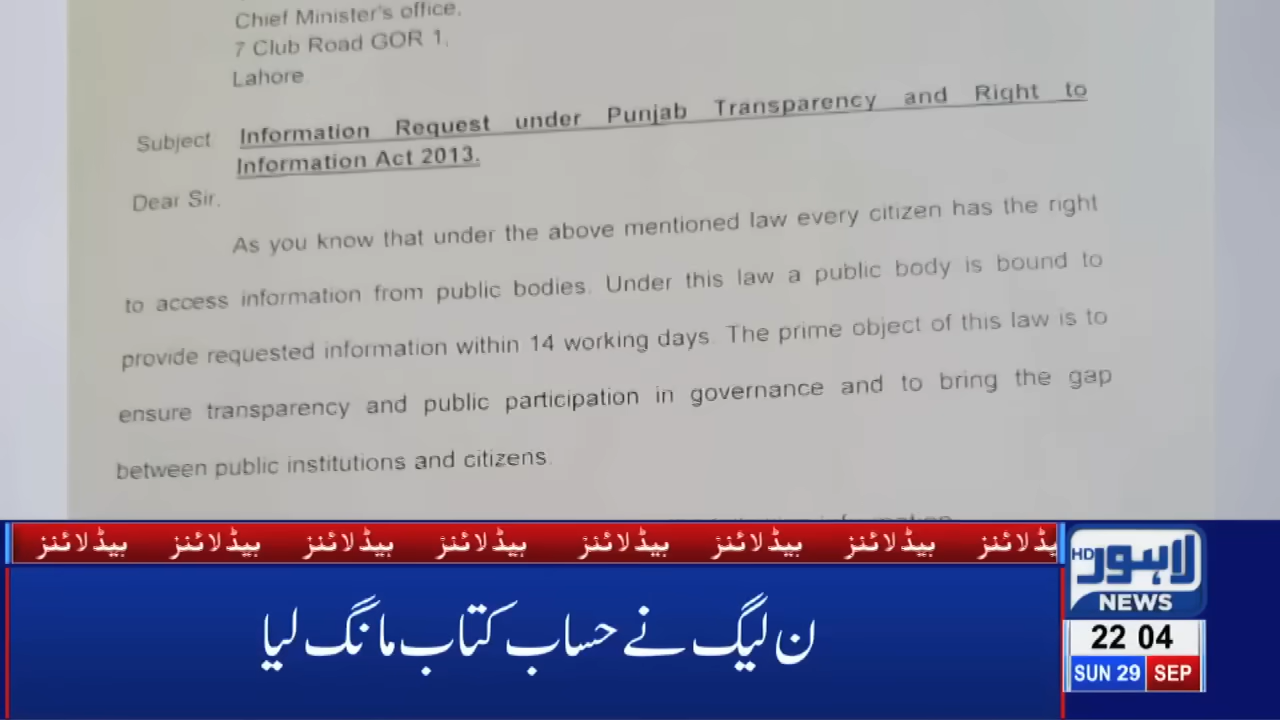 Chief Minister's office,
7 Club Road GOR 1,
Lahore
Subject Information Request under Punjab Transparency and Right to
Information Act 2013.
Dear Sir,
As you know that under the above mentioned law every citizen has the right
to access information from public bodies. Under this law a public body is bound to
provide requested information within 14 working days. The prime object of this law is to
ensure transparency and public participation in governance and to bring the gap
between public institutions and citizens.
ہیڈلائنز ہیڈلائنز ہیڈلائنز ہیڈلائنز ہیڈلائنز ہیڈلائنز ہیڈلائنز ہیڈلائنز
ن لیگ نے حساب کتاب مانگ لیا
HD لاہور
NEWS
22 04
SUN 29 SEP